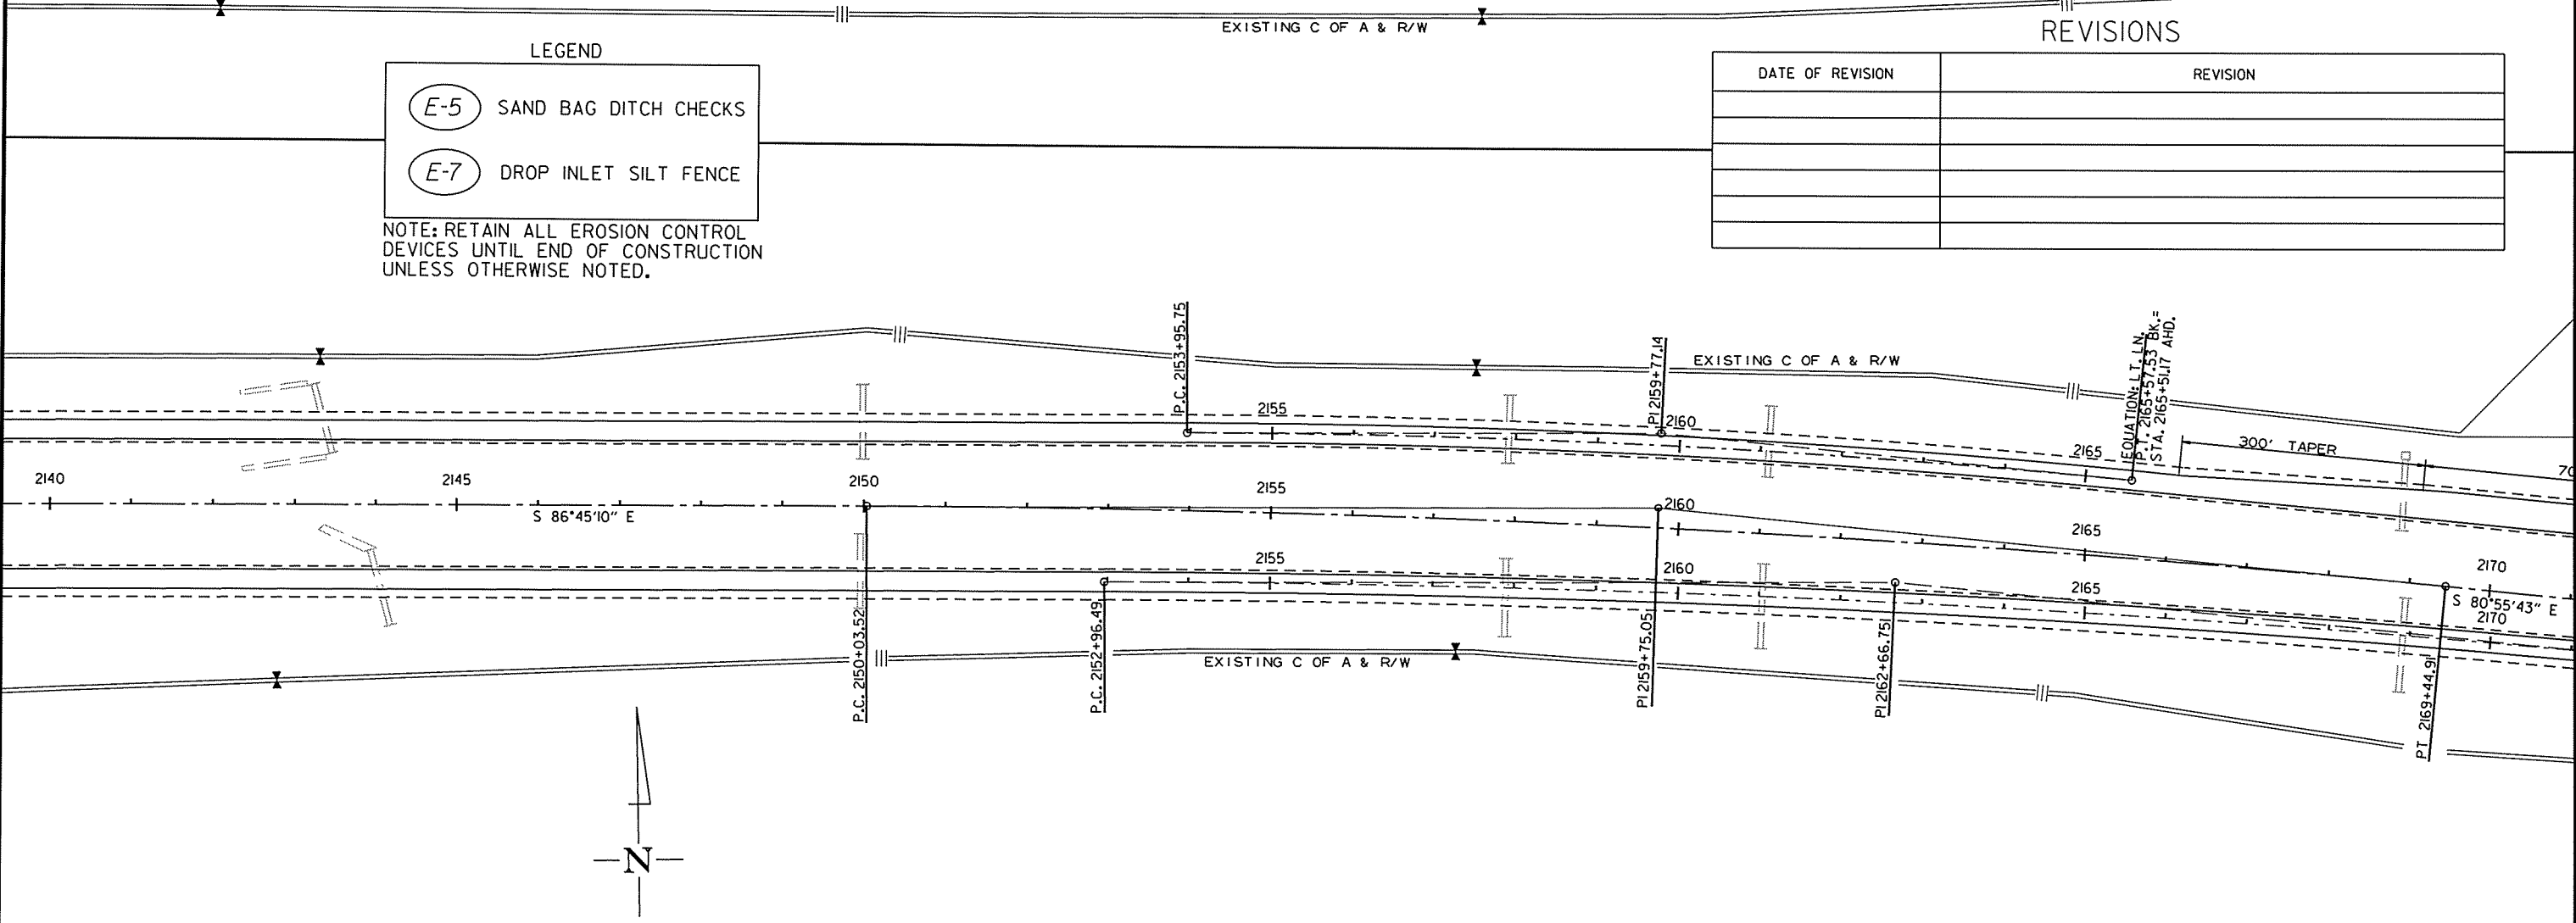 EXISTING C OF A & R/W
REVISIONS
LEGEND
DATE OF REVISION REVISION
E-5 SAND BAG DITCH CHECKS
E-7 DROP INLET SILT FENCE
NOTE: RETAIN ALL EROSION CONTROL
DEVICES UNTIL END OF CONSTRUCTION
UNLESS OTHERWISE NOTED.
P.C. 2153+95.75
PI 2159+77.14
EXISTING C OF A & R/W
EQUATION: LT. LN.
P.T. 2165+57.53 BK.=
STA. 2165+51.17 AHD.
2155
2160
2165
300' TAPER
70
2140
2145
2150
2155
2160
2165
2170
S 86°45'10" E
S 80°55'43" E
2155
2160
2165
2170
P.C. 2150+03.52
P.C. 2152+96.49
EXISTING C OF A & R/W
PI 2159+75.05
PI 2162+66.75
PT 2169+44.91
N